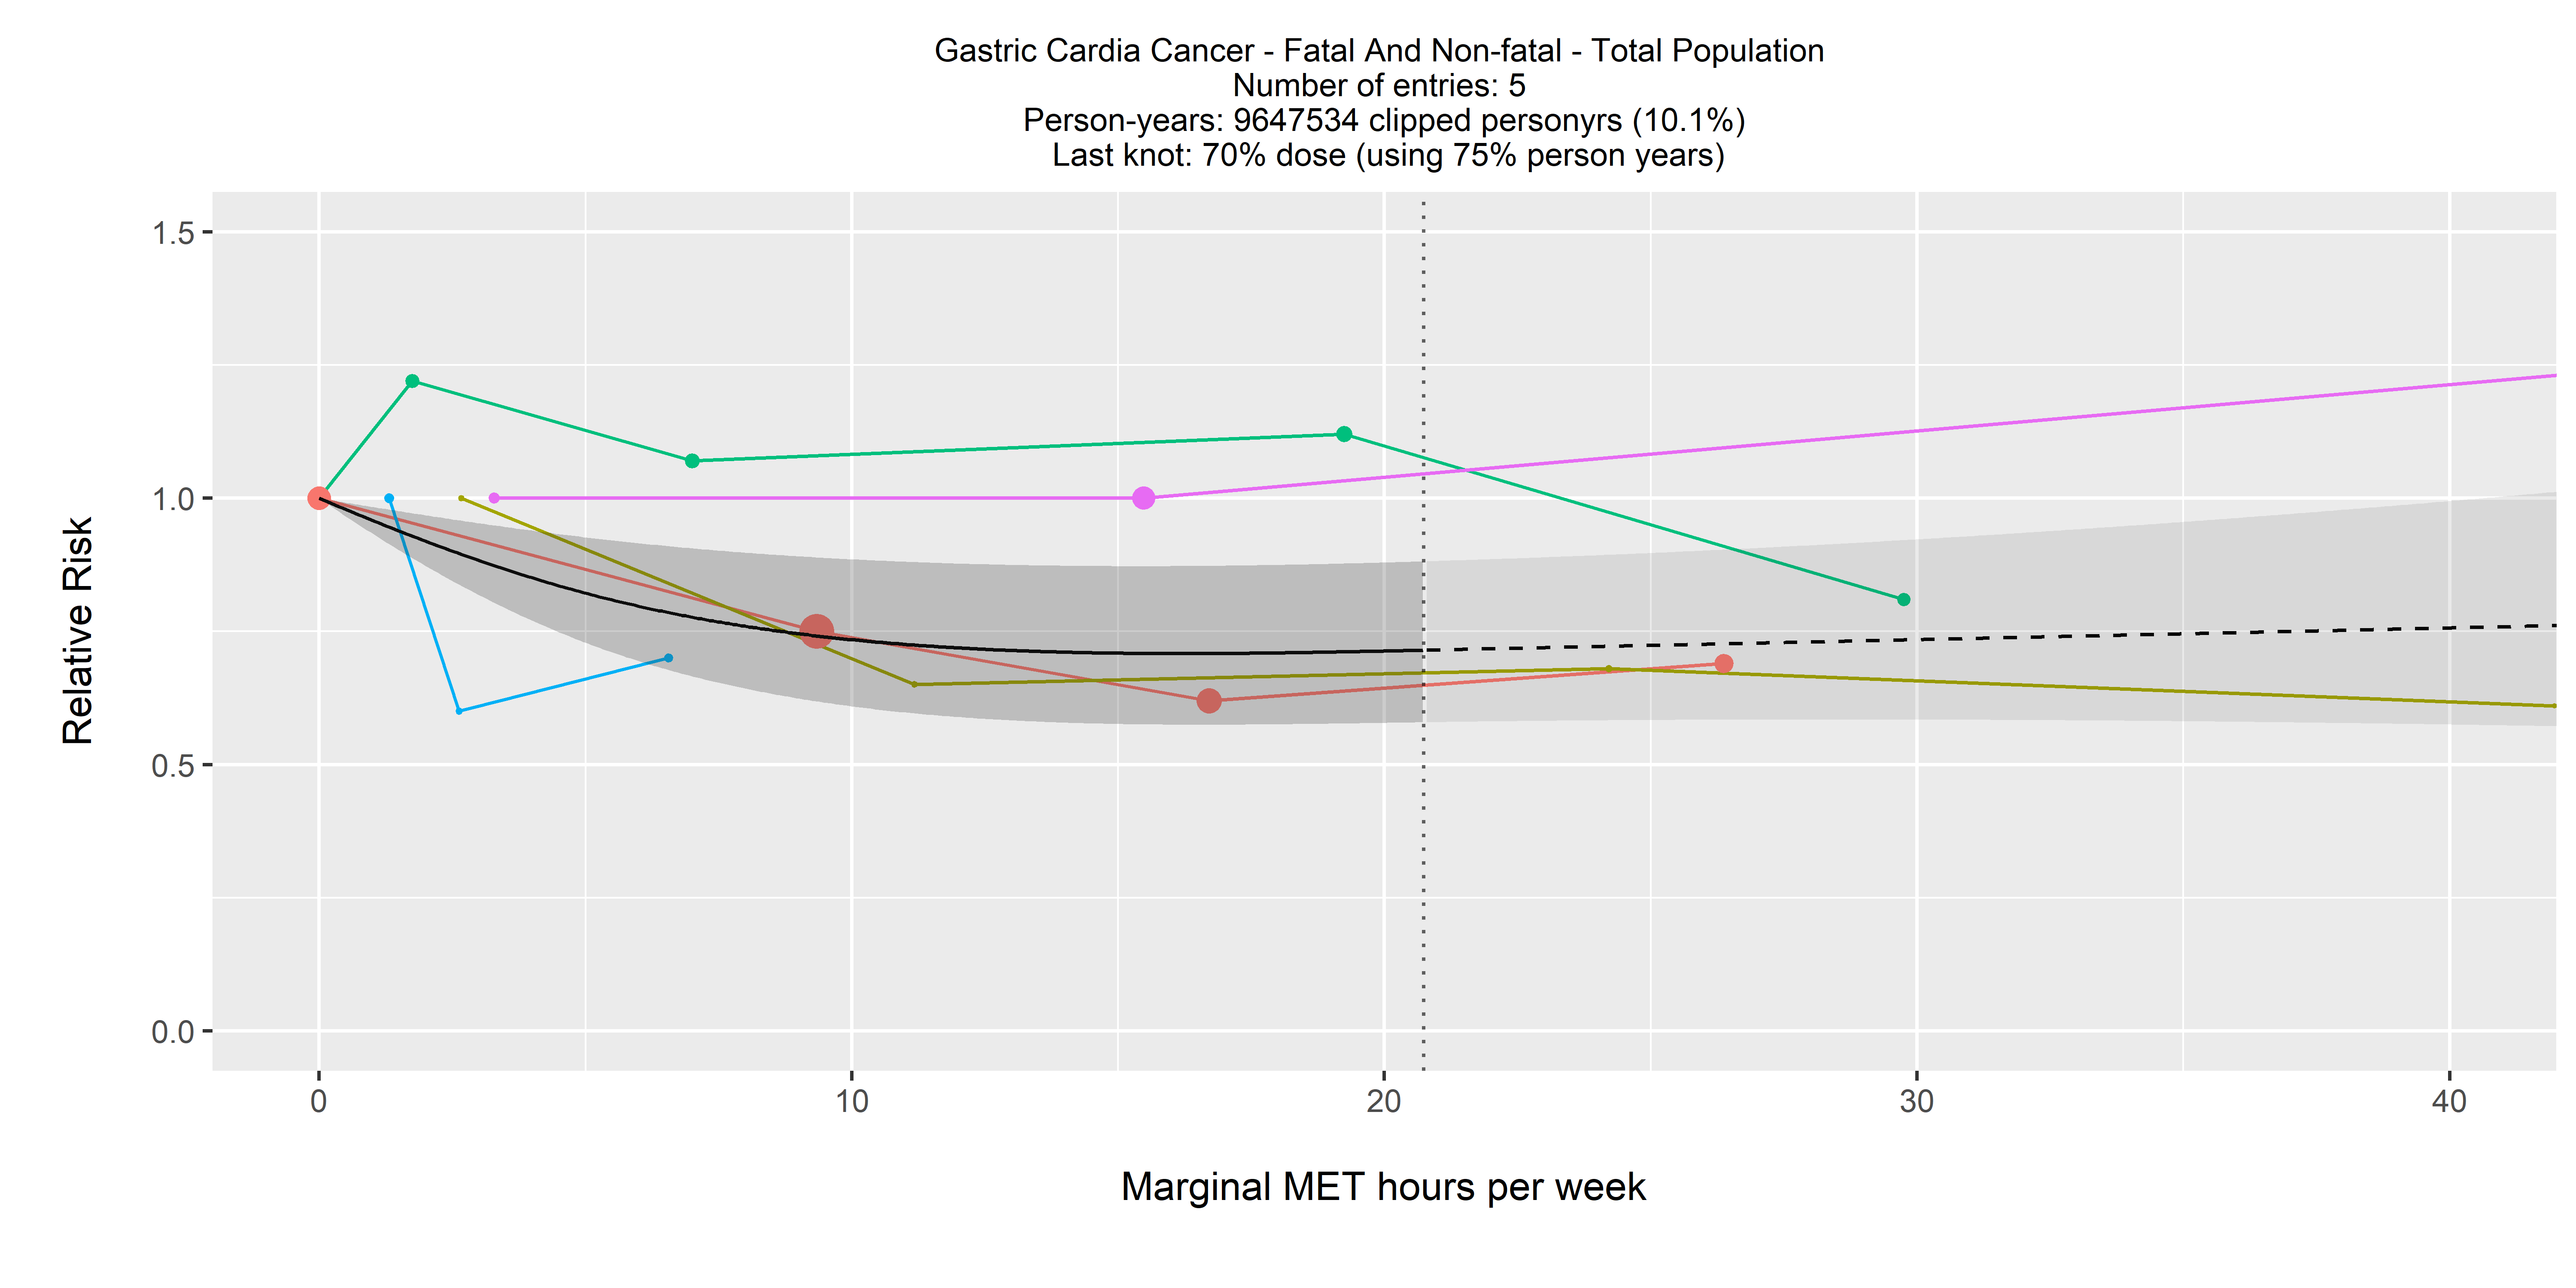 Gastric Cardia Cancer - Fatal And Non-fatal - Total Population
Number of entries: 5
Person-years: 9647534 clipped personyrs (10.1%)
Last knot: 70% dose (using 75% person years)
1.5
1.0
0.5
0.0
Relative Risk
0 10 20 30 40
Marginal MET hours per week